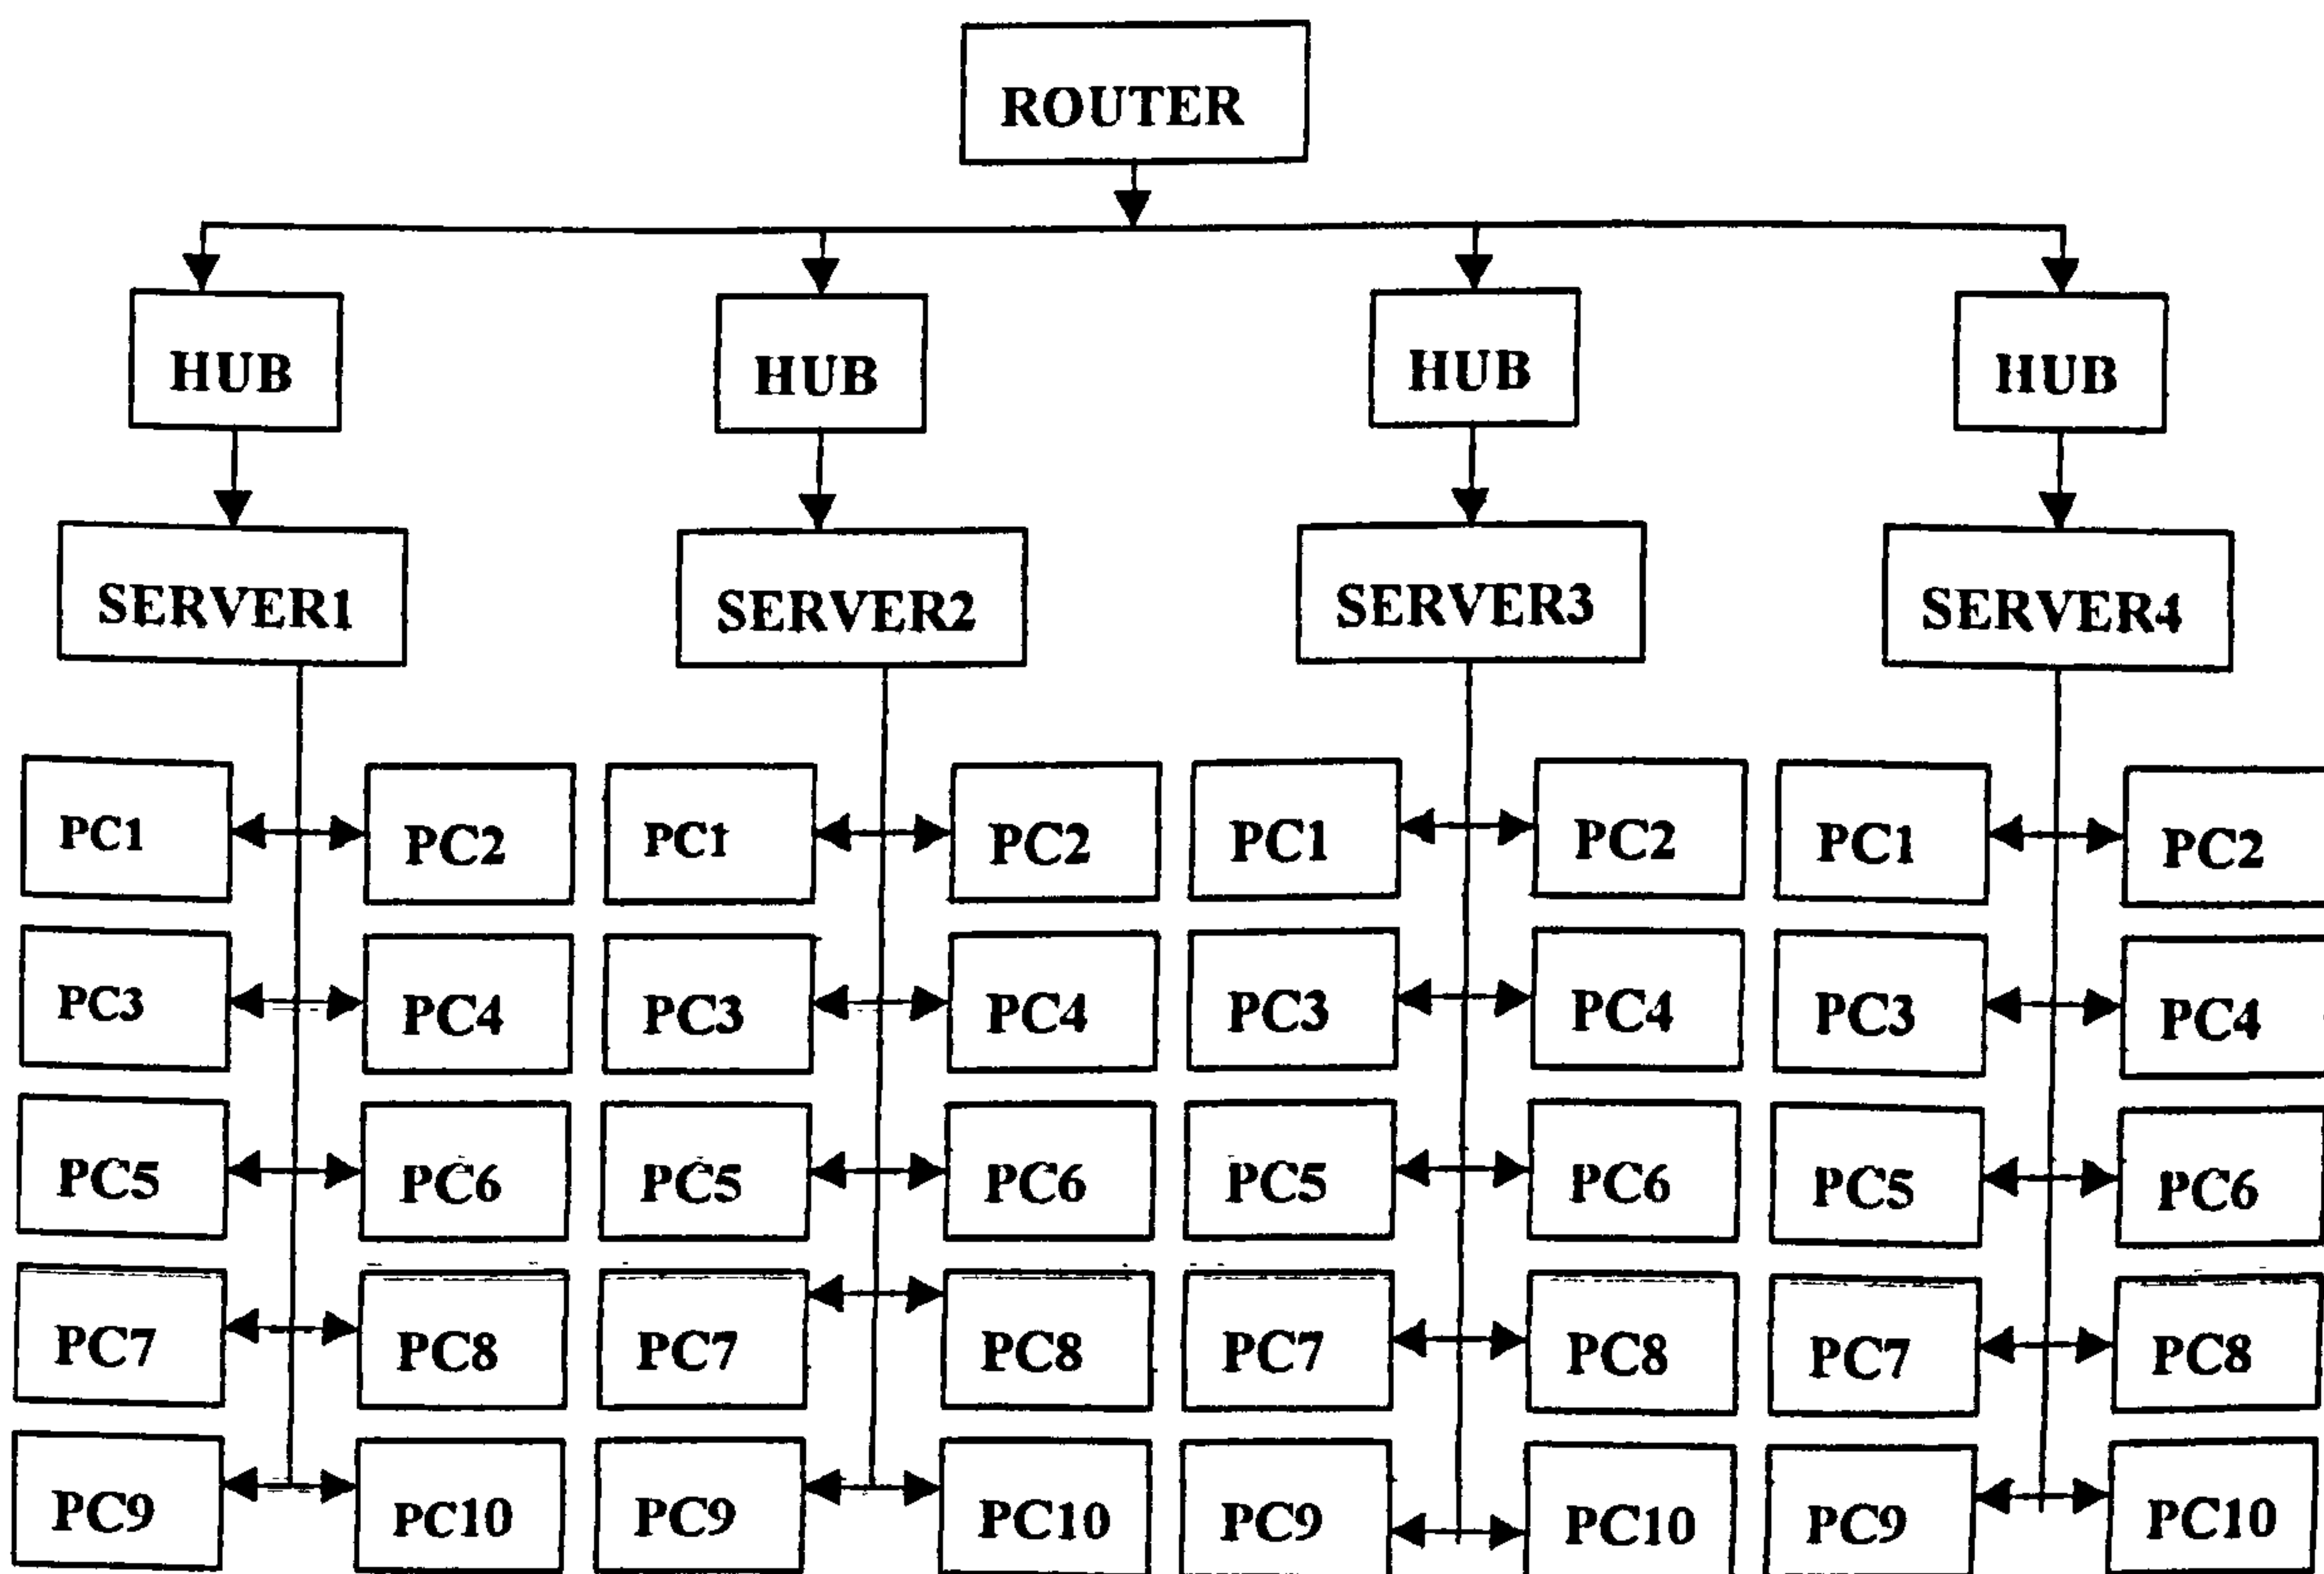 ROUTER
HUB HUB HUB HUB
SERVER1 SERVER2 SERVER3 SERVER4
PC1 PC2 PC1 PC2 PC1 PC2 PC1 PC2
PC3 PC4 PC3 PC4 PC3 PC4 PC3 PC4
PC5 PC6 PC5 PC6 PC5 PC6 PC5 PC6
PC7 PC8 PC7 PC8 PC7 PC8 PC7 PC8
PC9 PC10 PC9 PC10 PC9 PC10 PC9 PC10